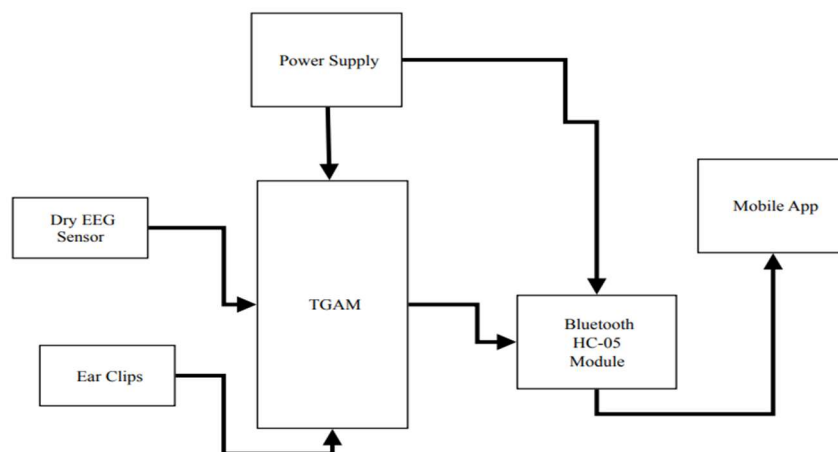 Power Supply
Dry EEG
Sensor
TGAM
Mobile App
Bluetooth
HC-05
Module
Ear Clips